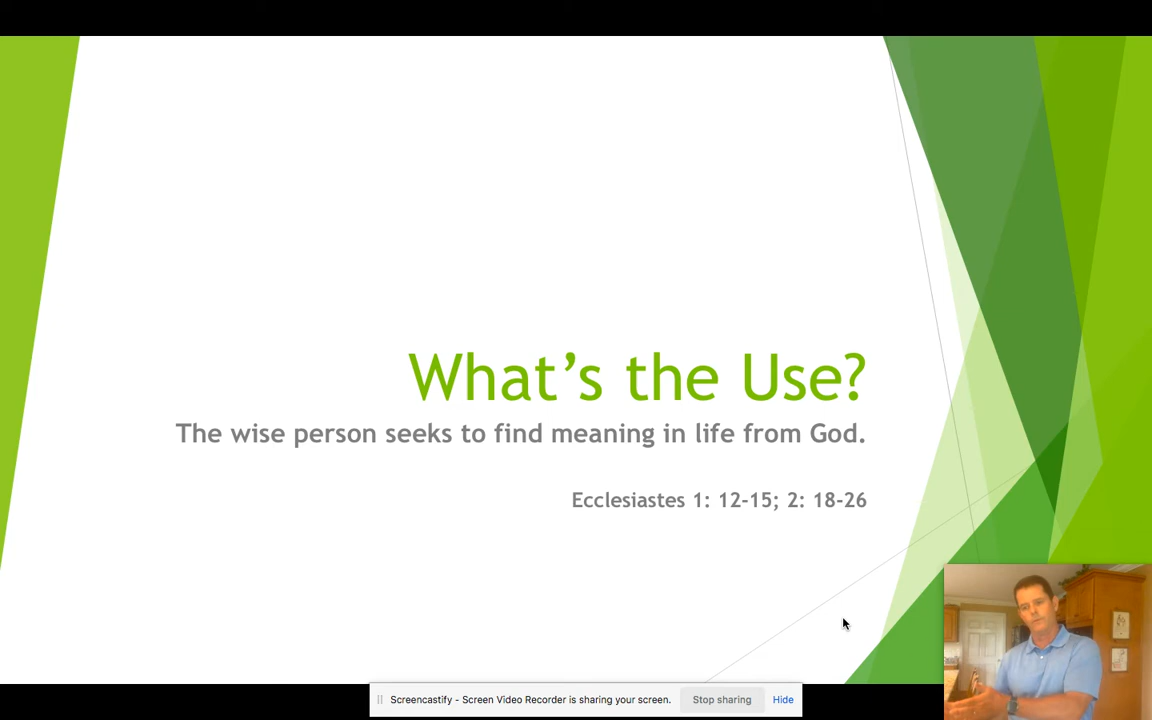 What’s the Use?
The wise person seeks to find meaning in life from God.
Ecclesiastes 1: 12-15; 2: 18-26
Screencastify - Screen Video Recorder is sharing your screen. Stop sharing Hide